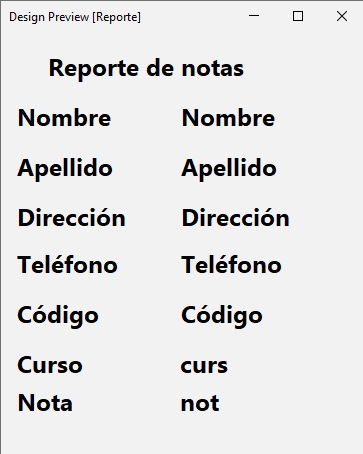 Design Preview [Reporte]
Reporte de notas
Nombre Nombre
Apellido Apellido
Dirección Dirección
Teléfono Teléfono
Código Código
Curso curs
Nota not